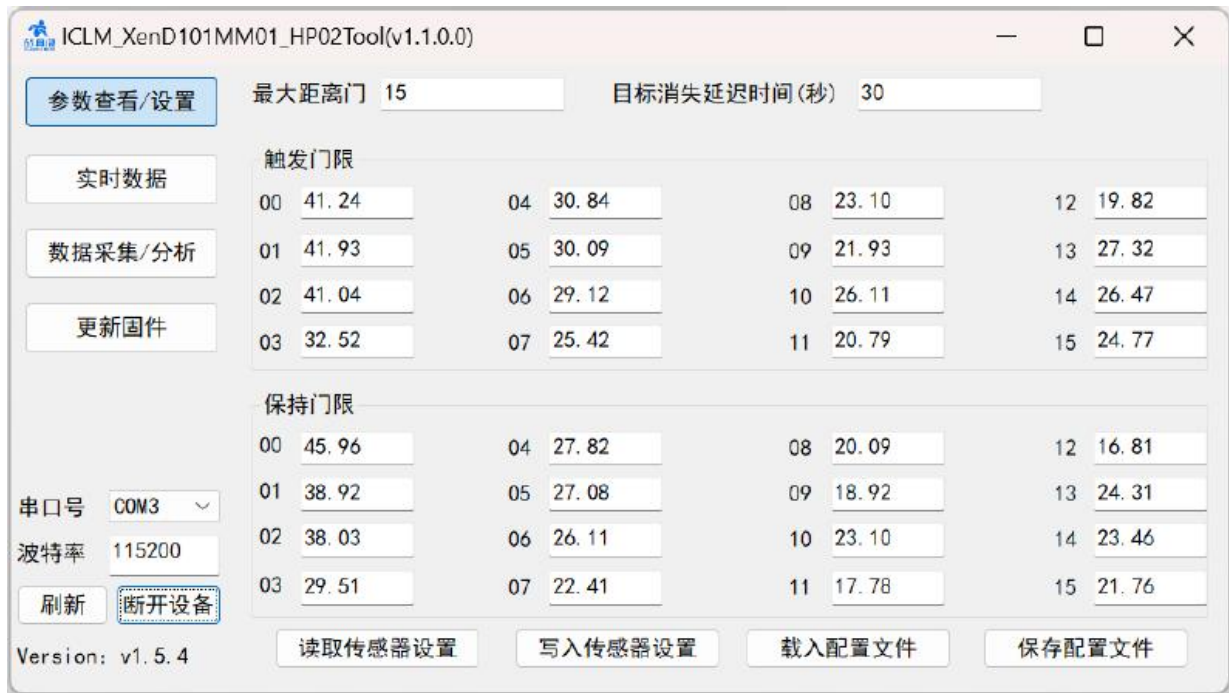 ICLM_XenD101MM01_HP02Tool(v1.1.0.0)
参数查看/设置
最大距离门 15 目标消失延迟时间(秒) 30
实时数据
数据采集/分析
更新固件
触发门限
00 41.24 04 30.84 08 23.10 12 19.82
01 41.93 05 30.09 09 21.93 13 27.32
02 41.04 06 29.12 10 26.11 14 26.47
03 32.52 07 25.42 11 20.79 15 24.77
保持门限
00 45.96 04 27.82 08 20.09 12 16.81
01 38.92 05 27.08 09 18.92 13 24.31
02 38.03 06 26.11 10 23.10 14 23.46
03 29.51 07 22.41 11 17.78 15 21.76
串口号 COM3
波特率 115200
刷新 断开设备
Version: v1.5.4
读取传感器设置 写入传感器设置 载入配置文件 保存配置文件